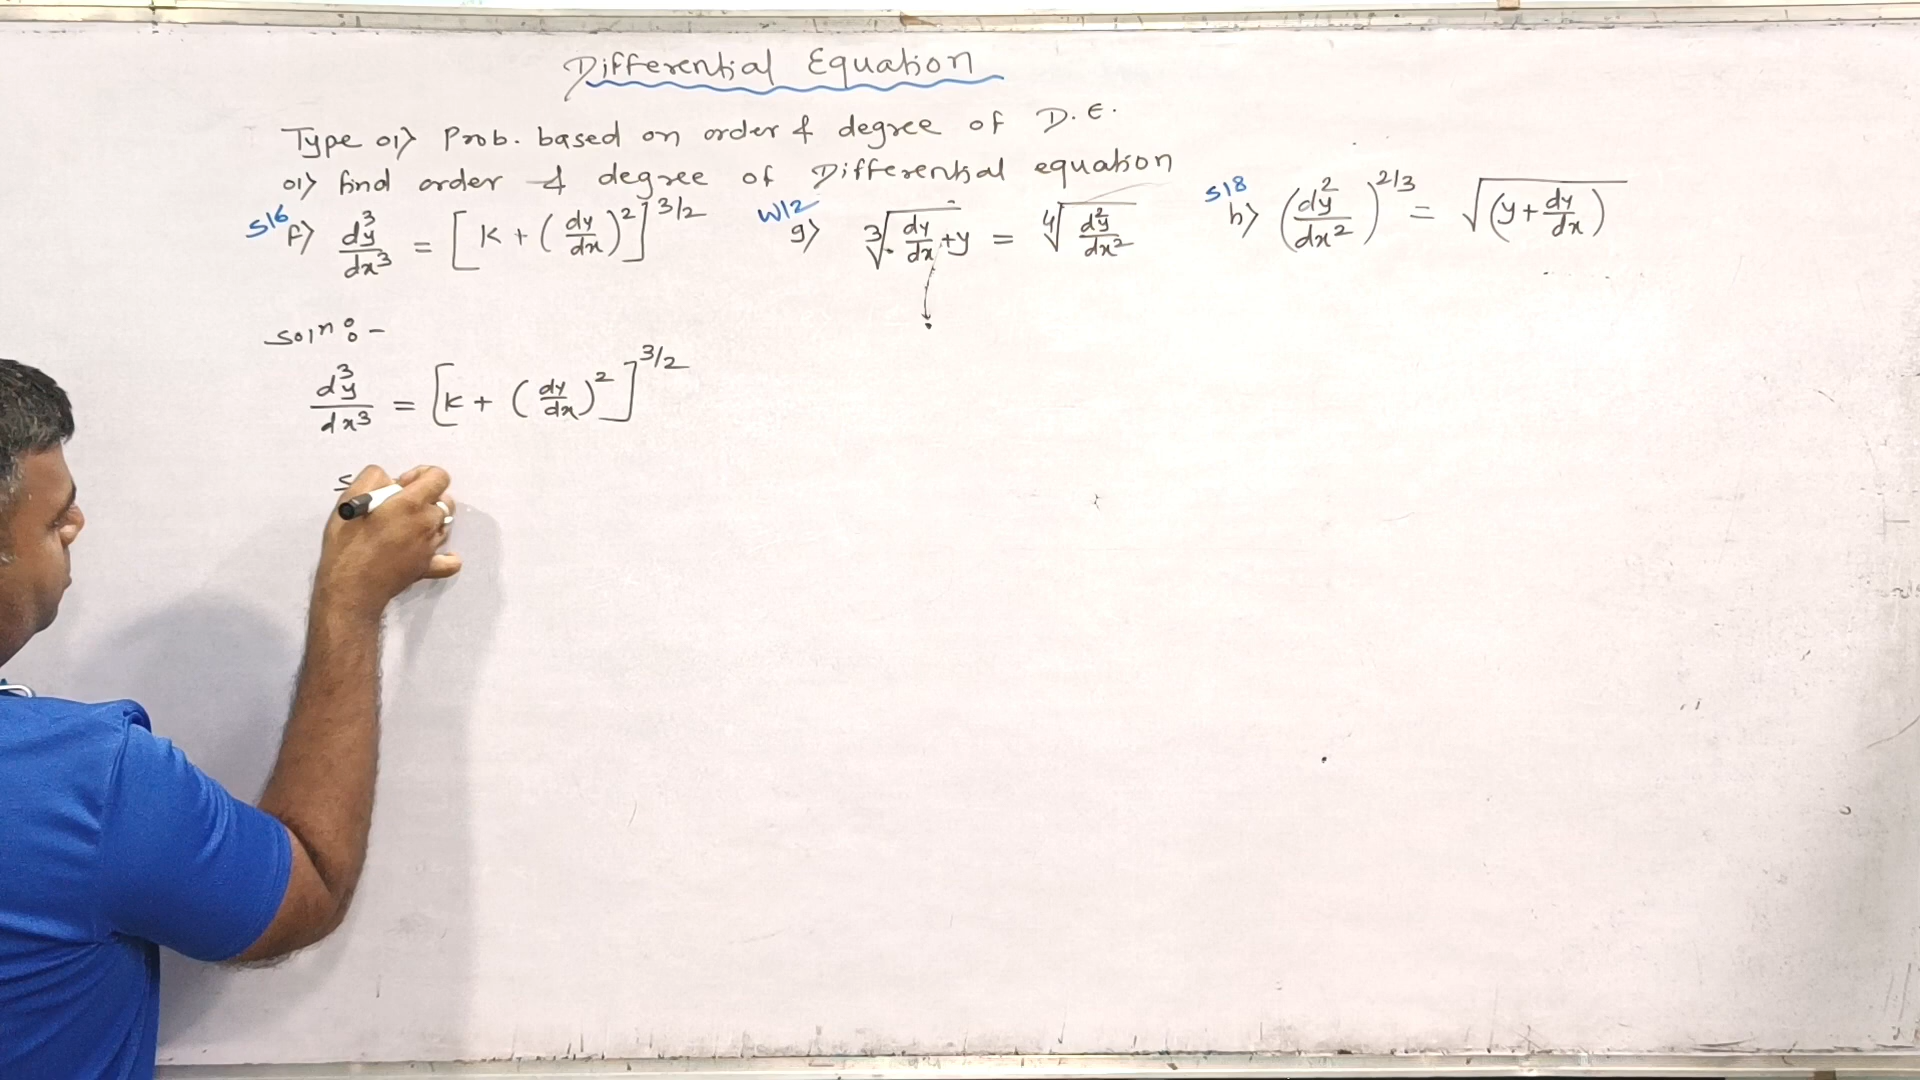 Differential Equation
Type 01> Prob. based on order & degree of D.E.
01> find order & degree of Differential equation
S16 f> d³y/dx³ = [K + (dy/dx)²]^3/2
W12 g> ∛(dy/dx + y) = ∜(d²y/dx²)
S18 h> (d²y/dx²)^2/3 = √(y + dy/dx)
Soln :-
d³y/dx³ = [K + (dy/dx)²]^3/2